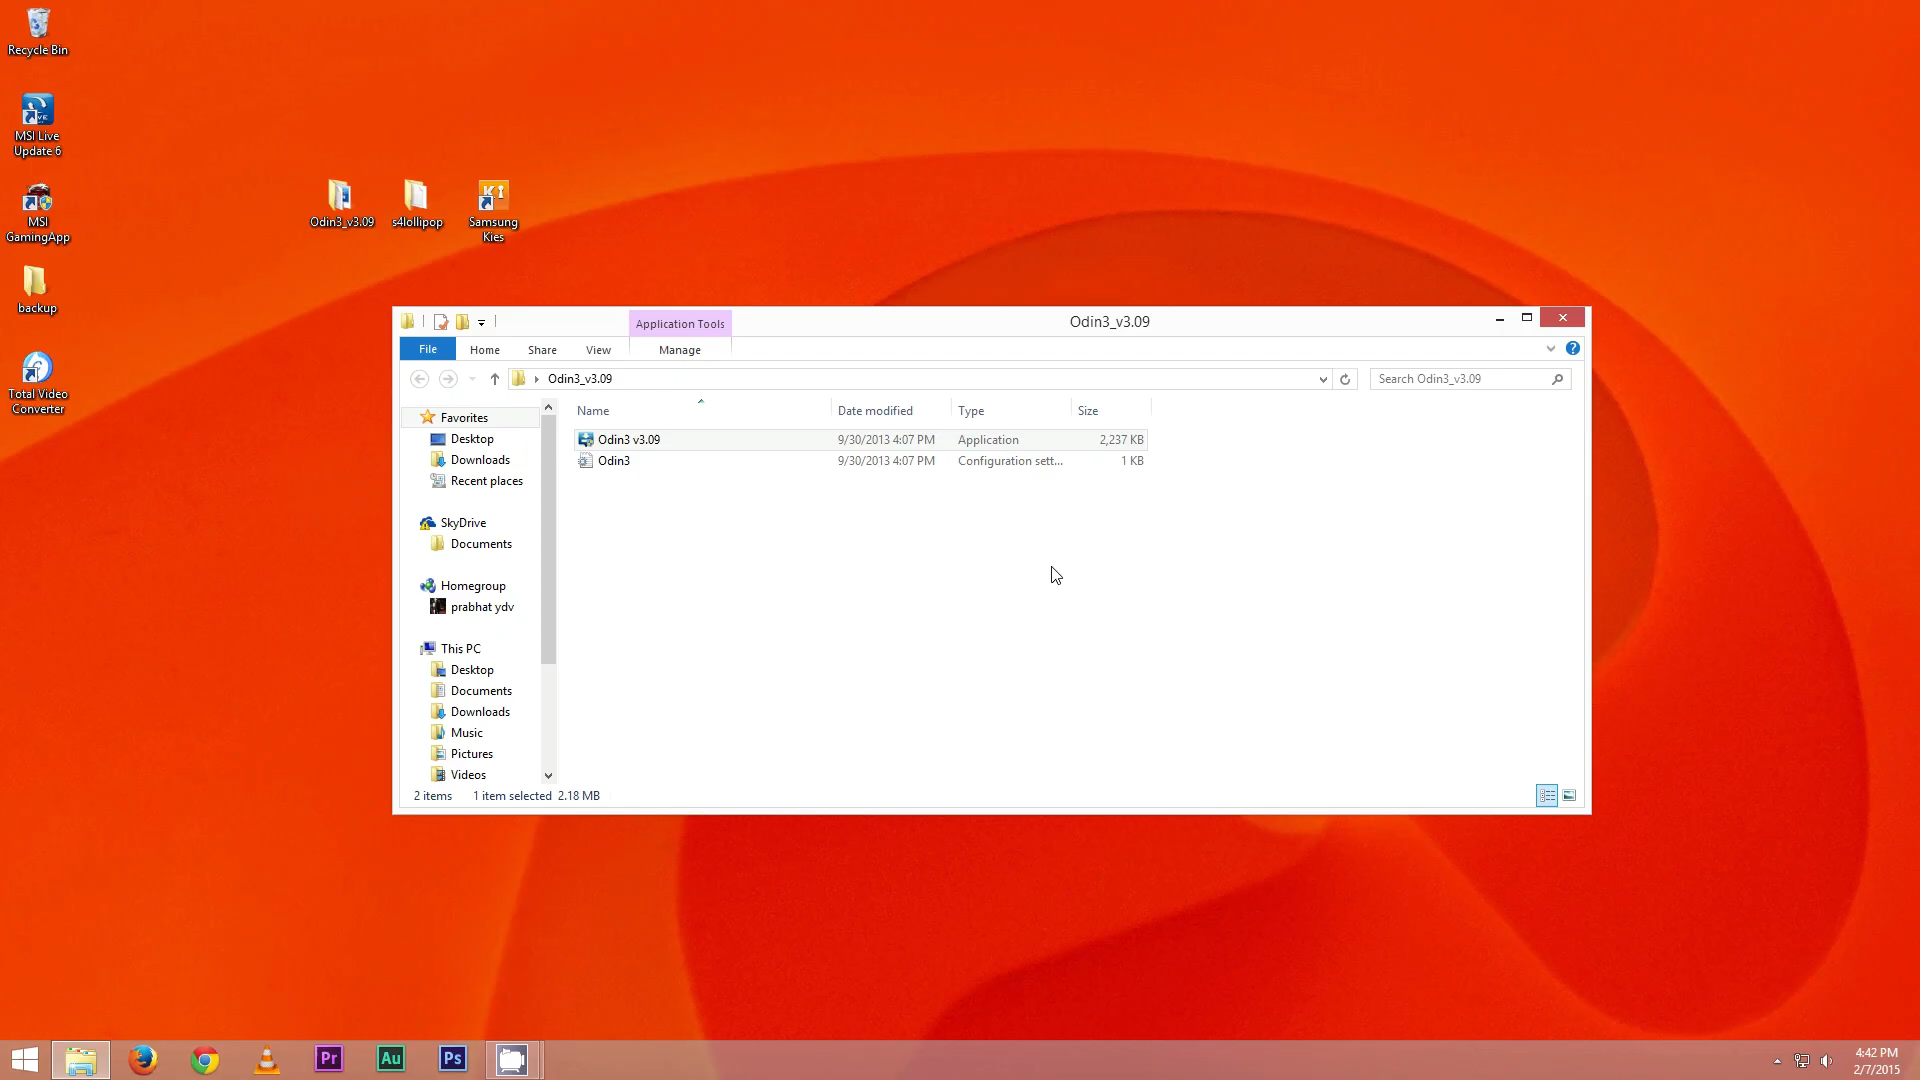 Recycle Bin
MSI Live
Update 6
MSI
GamingApp
backup
Total Video
Converter
Odin3_v3.09
s4lollipop
Samsung
Kies
Application Tools
Odin3_v3.09
File
Home
Share
View
Manage
Odin3_v3.09
Search Odin3_v3.09
Name
Date modified
Type
Size
Odin3 v3.09
9/30/2013 4:07 PM
Application
2,237 KB
Odin3
9/30/2013 4:07 PM
Configuration sett...
1 KB
Favorites
Desktop
Downloads
Recent places
SkyDrive
Documents
Homegroup
prabhat ydv
This PC
Desktop
Documents
Downloads
Music
Pictures
Videos
2 items
1 item selected 2.18 MB
Pr
Au
Ps
4:42 PM
2/7/2015